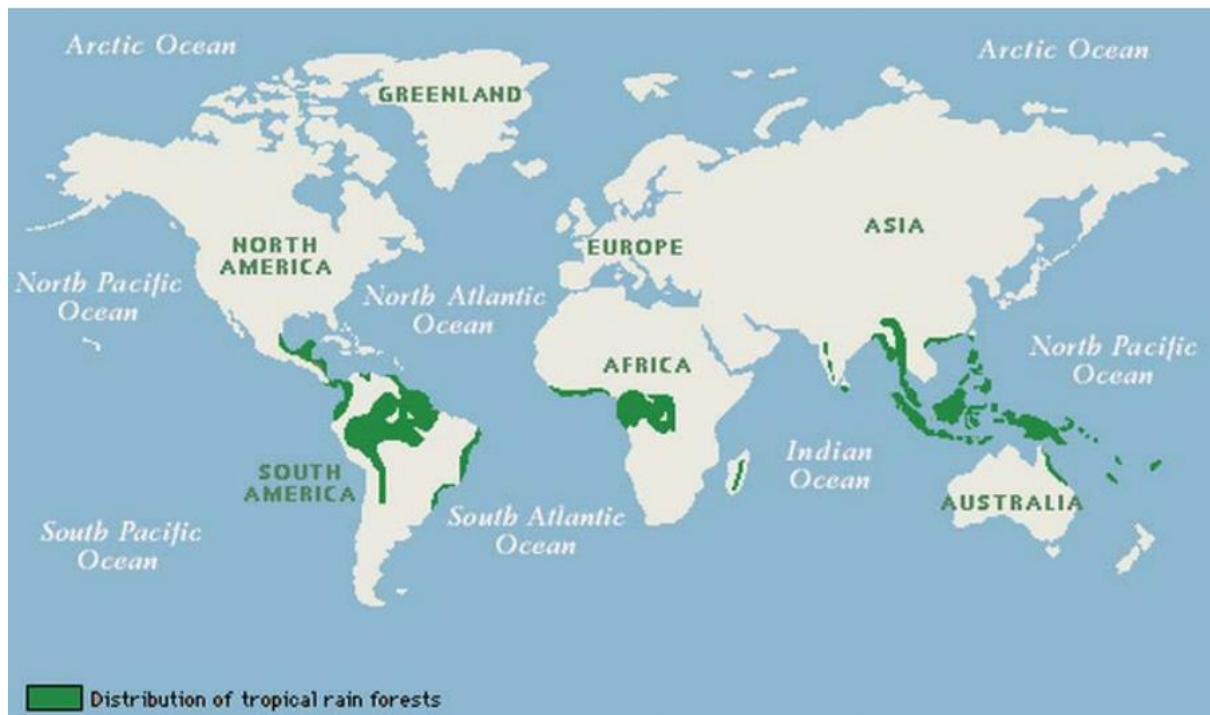 Arctic Ocean
Arctic Ocean
GREENLAND
NORTH
AMERICA
EUROPE
ASIA
North Pacific
Ocean
North Atlantic
Ocean
AFRICA
North Pacific
Ocean
SOUTH
AMERICA
Indian
Ocean
AUSTRALIA
South Pacific
Ocean
South Atlantic
Ocean
Distribution of tropical rain forests